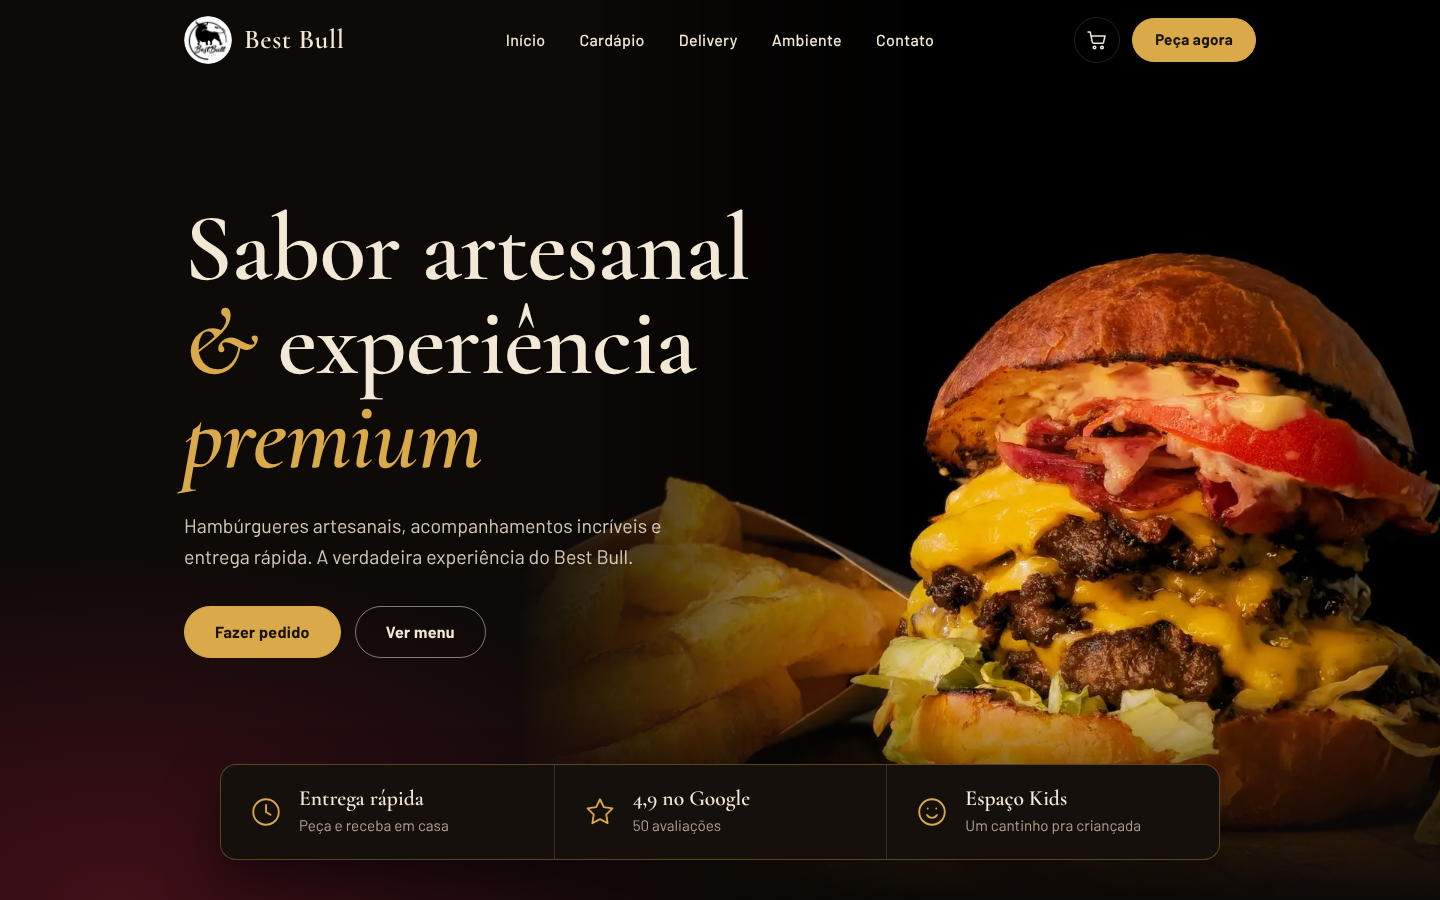 BestBull
Best Bull
Início
Cardápio
Delivery
Ambiente
Contato
Peça agora
Sabor artesanal
& experiência
premium
Hambúrgueres artesanais, acompanhamentos incríveis e
entrega rápida. A verdadeira experiência do Best Bull.
Fazer pedido
Ver menu
Entrega rápida
Peça e receba em casa
4,9 no Google
50 avaliações
Espaço Kids
Um cantinho pra criançada